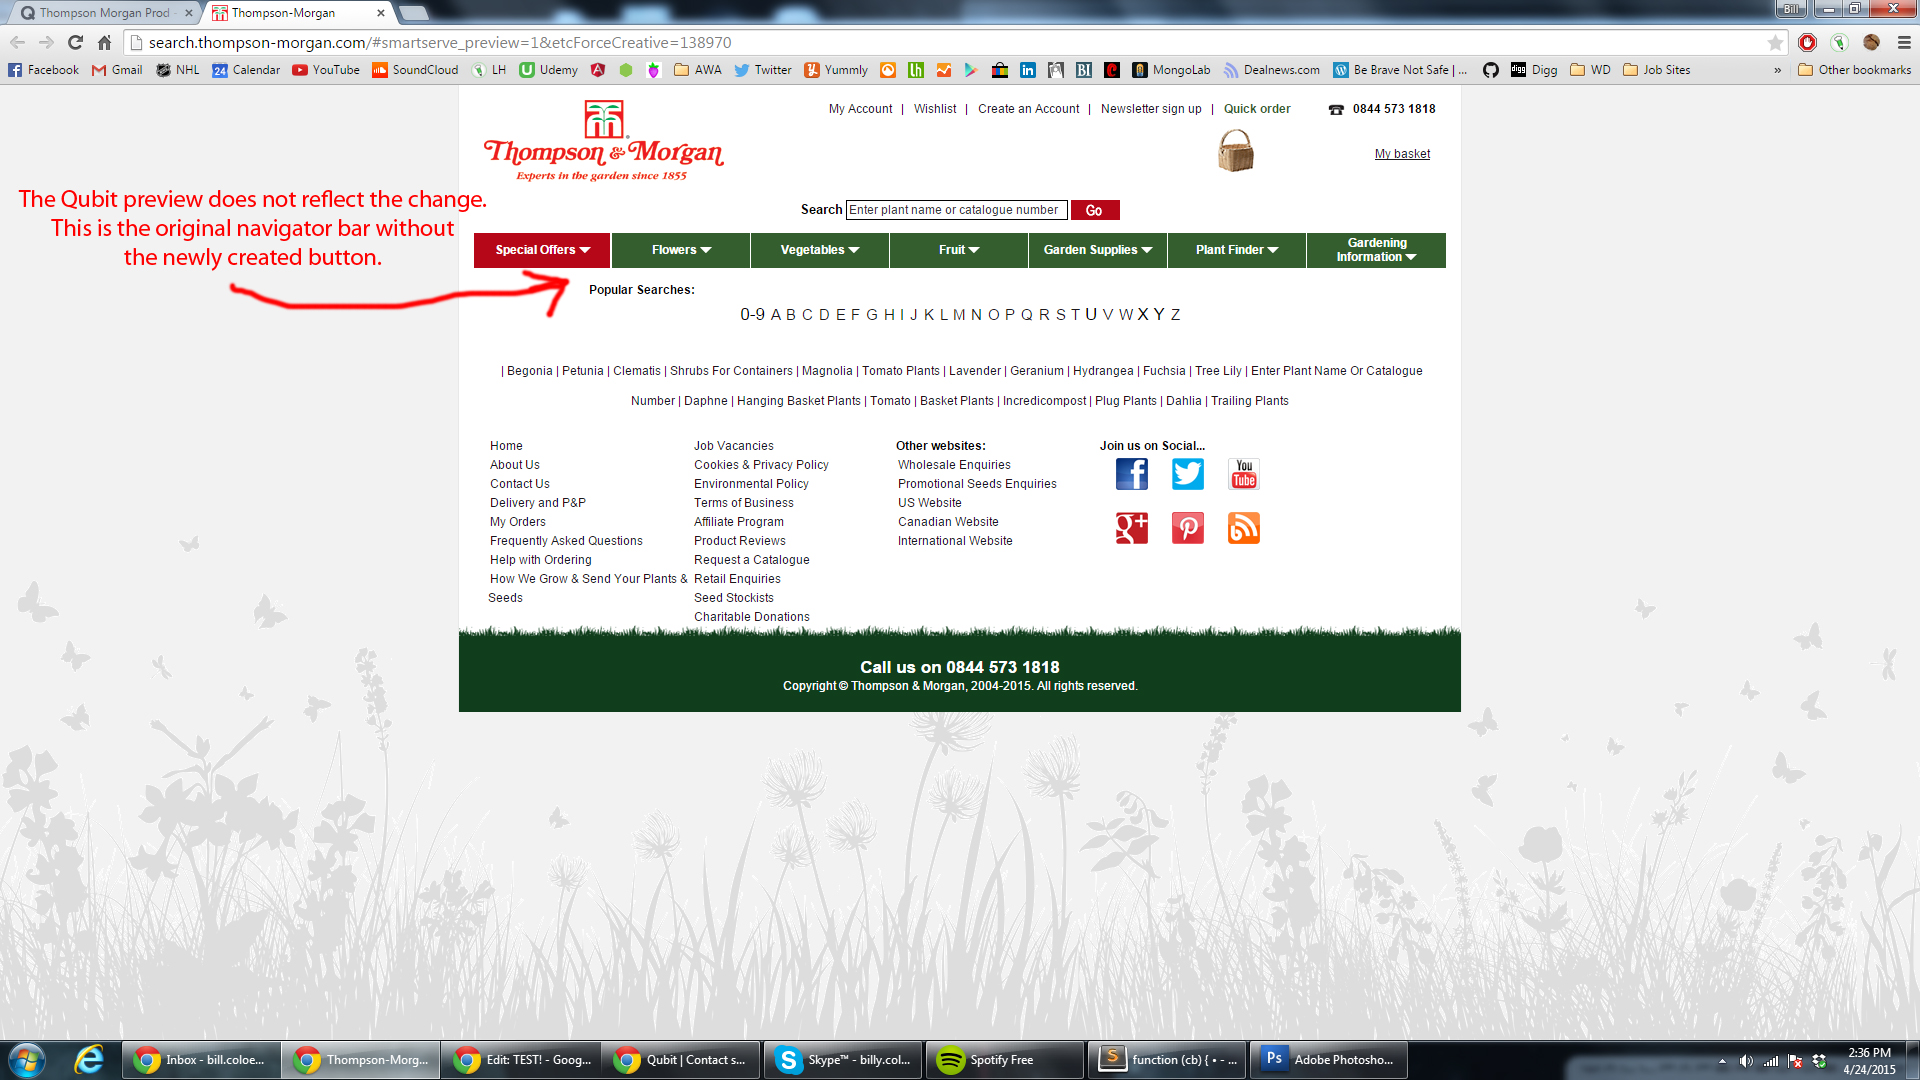 Thompson Morgan Prod
Thompson-Morgan
Bill
search.thompson-morgan.com/#smartserve_preview=1&etcForceCreative=138970
Facebook Gmail NHL Calendar YouTube SoundCloud LH Udemy AWA Twitter Yummly MongoLab Dealnews.com Be Brave Not Safe | ... Digg WD Job Sites » Other bookmarks
My Account | Wishlist | Create an Account | Newsletter sign up | Quick order 0844 573 1818
Thompson & Morgan
Experts in the garden since 1855
My basket
The Qubit preview does not reflect the change.
This is the original navigator bar without
the newly created button.
Search Enter plant name or catalogue number Go
Special Offers Flowers Vegetables Fruit Garden Supplies Plant Finder Gardening
Information
Popular Searches:
0-9 A B C D E F G H I J K L M N O P Q R S T U V W X Y Z
| Begonia | Petunia | Clematis | Shrubs For Containers | Magnolia | Tomato Plants | Lavender | Geranium | Hydrangea | Fuchsia | Tree Lily | Enter Plant Name Or Catalogue
Number | Daphne | Hanging Basket Plants | Tomato | Basket Plants | Incredicompost | Plug Plants | Dahlia | Trailing Plants
Home
About Us
Contact Us
Delivery and P&P
My Orders
Frequently Asked Questions
Help with Ordering
How We Grow & Send Your Plants &
Seeds
Job Vacancies
Cookies & Privacy Policy
Environmental Policy
Terms of Business
Affiliate Program
Product Reviews
Request a Catalogue
Retail Enquiries
Seed Stockists
Charitable Donations
Other websites:
Wholesale Enquiries
Promotional Seeds Enquiries
US Website
Canadian Website
International Website
Join us on Social...
You
Tube
Call us on 0844 573 1818
Copyright © Thompson & Morgan, 2004-2015. All rights reserved.
Inbox - bill.coloe...
Thompson-Morg...
Edit: TEST! - Goog...
Qubit | Contact s...
Skype™ - billy.col...
Spotify Free
function (cb) { • - ...
Adobe Photosho...
2:36 PM
4/24/2015